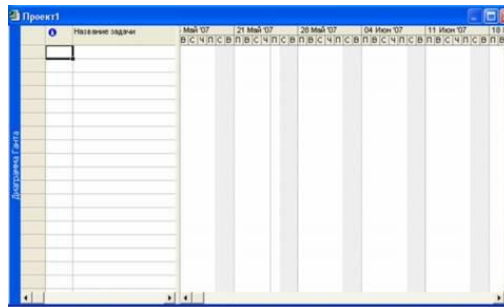 Проект1
Название задачи
Май '07 21 Май '07 28 Май '07 04 Июн '07 11 Июн '07 18
В С Ч П С В П В С Ч П С В П В С Ч П С В П В С Ч П С В П В С Ч П С В П В
Диаграмма Ганта